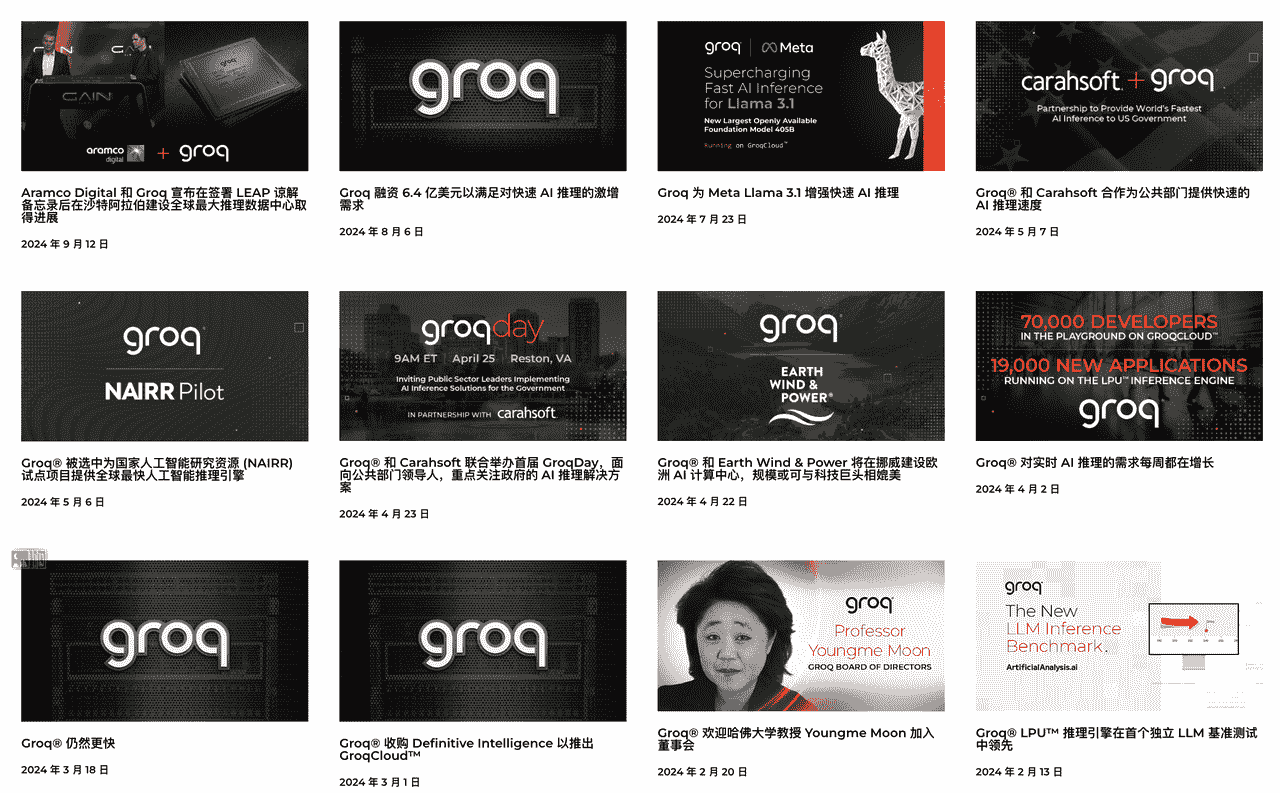 GAIN
aramco
digital
+
groq
Aramco Digital 和 Groq 宣布在签署 LEAP 谅解
备忘录后在沙特阿拉伯建设全球最大推理数据中心取
得进展
2024 年 9 月 12 日
groq
Groq 融资 6.4 亿美元以满足对快速 AI 推理的激增
需求
2024 年 8 月 6 日
groq
Meta
Supercharging
Fast AI Inference
for Llama 3.1
New Largest Openly Available
Foundation Model 405B
Running on GroqCloud™
Groq 为 Meta Llama 3.1 增强快速 AI 推理
2024 年 7 月 23 日
carahsoft. + groq
Partnership to Provide World's Fastest
AI Inference to US Government
Groq® 和 Carahsoft 合作为公共部门提供快速的
AI 推理速度
2024 年 5 月 7 日
groq
NAIRR Pilot
Groq® 被选中为国家人工智能研究资源 (NAIRR)
试点项目提供全球最快人工智能推理引擎
2024 年 5 月 6 日
groqday
9AM ET | April 25 | Reston, VA
Inviting Public Sector Leaders Implementing
AI Inference Solutions for the Government
IN PARTNERSHIP WITH carahsoft.
Groq® 和 Carahsoft 联合举办首届 GroqDay，面
向公共部门领导人，重点关注政府的 AI 推理解决方
案
2024 年 4 月 23 日
groq
EARTH
WIND &
POWER®
Groq® 和 Earth Wind & Power 将在挪威建设欧
洲 AI 计算中心，规模或可与科技巨头相媲美
2024 年 4 月 22 日
70,000 DEVELOPERS
IN THE PLAYGROUND ON GROQCLOUD™
19,000 NEW APPLICATIONS
RUNNING ON THE LPU™ INFERENCE ENGINE
groq
Groq® 对实时 AI 推理的需求每周都在增长
2024 年 4 月 2 日
groq
Groq® 仍然更快
2024 年 3 月 18 日
groq
Groq® 收购 Definitive Intelligence 以推出
GroqCloud™
2024 年 3 月 1 日
groq
Professor
Youngme Moon
GROQ BOARD OF DIRECTORS
Groq® 欢迎哈佛大学教授 Youngme Moon 加入
董事会
2024 年 2 月 20 日
groq
The New
LLM Inference
Benchmark.
ArtificialAnalysis.ai
Groq® LPU™ 推理引擎在首个独立 LLM 基准测试
中领先
2024 年 2 月 13 日